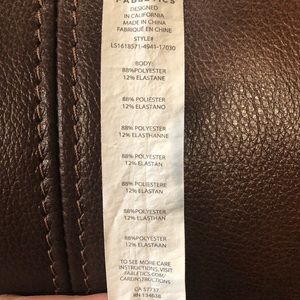 FABLETICS
DESIGNED
IN CALIFORNIA
MADE IN CHINA
FABRIQUÉ EN CHINE
STYLE#
LS1618571-4941-17030
BODY:
88%POLYESTER
12% ELASTANE
88% POLIÉSTER
12% ELASTANO
88% POLYESTER
12% ELASTHANNE
88% POLYESTER
12% ELASTAN
88% POLIESTERE
12% ELASTAN
88% POLYESTER
12% ELASTHAN
88%POLYESTER
12% ELASTAAN
TO SEE MORE CARE
INSTRUCTIONS, VISIT
FABLETICS.COM/
CAREINSTRUCTIONS
CA 57737
RN 134638